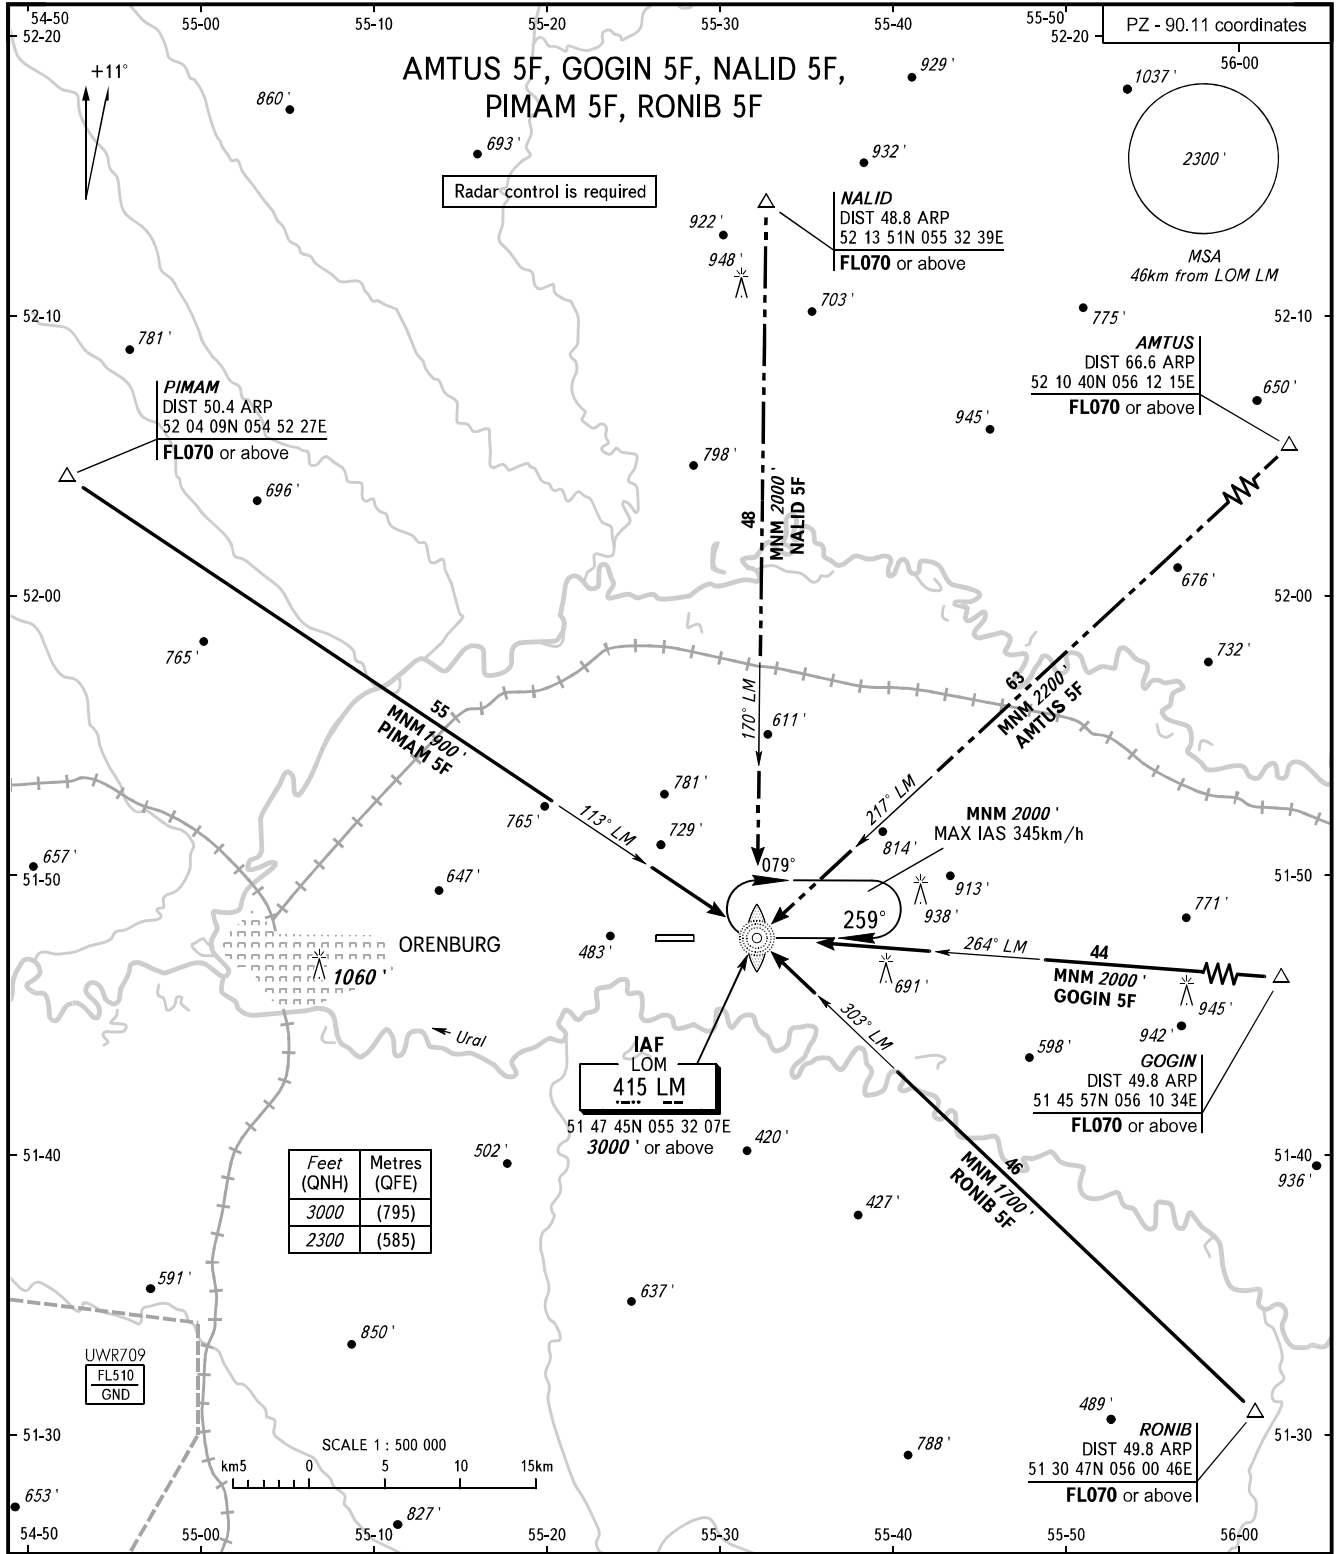 54-50
55-00
55-10
55-20
55-30
55-40
55-50
52-20
52-20
PZ - 90.11 coordinates
56-00
+11°
AMTUS 5F, GOGIN 5F, NALID 5F,
PIMAM 5F, RONIB 5F
860'
693'
929'
932'
1037'
2300'
MSA
46km from LOM LM
Radar control is required
922'
948'
NALID
DIST 48.8 ARP
52 13 51N 055 32 39E
FL070 or above
703'
775'
52-10
52-10
781'
PIMAM
DIST 50.4 ARP
52 04 09N 054 52 27E
FL070 or above
696'
AMTUS
DIST 66.6 ARP
52 10 40N 056 12 15E
FL070 or above
650'
945'
798'
48
MNM 2000'
NALID 5F
676'
52-00
52-00
765'
732'
55
MNM 1900'
PIMAM 5F
170° LM
611'
63
MNM 2200'
AMTUS 5F
781'
765'
113° LM
729'
217° LM
814'
MNM 2000'
MAX IAS 345km/h
657'
647'
51-50
51-50
079°
259°
913'
938'
771'
ORENBURG
1060'
483'
264° LM
44
MNM 2000'
GOGIN 5F
691'
945'
942'
598'
303° LM
Ural
IAF
LOM
415 LM
51 47 45N 055 32 07E
3000' or above
GOGIN
DIST 49.8 ARP
51 45 57N 056 10 34E
FL070 or above
502'
420'
51-40
51-40
936'
Feet
(QNH)
Metres
(QFE)
3000
(795)
2300
(585)
46
MNM 1700'
RONIB 5F
427'
591'
637'
850'
UWR709
FL510
GND
489'
RONIB
DIST 49.8 ARP
51 30 47N 056 00 46E
FL070 or above
51-30
51-30
788'
SCALE 1 : 500 000
km5
0
5
10
15km
653'
827'
54-50
55-00
55-10
55-20
55-30
55-40
55-50
56-00